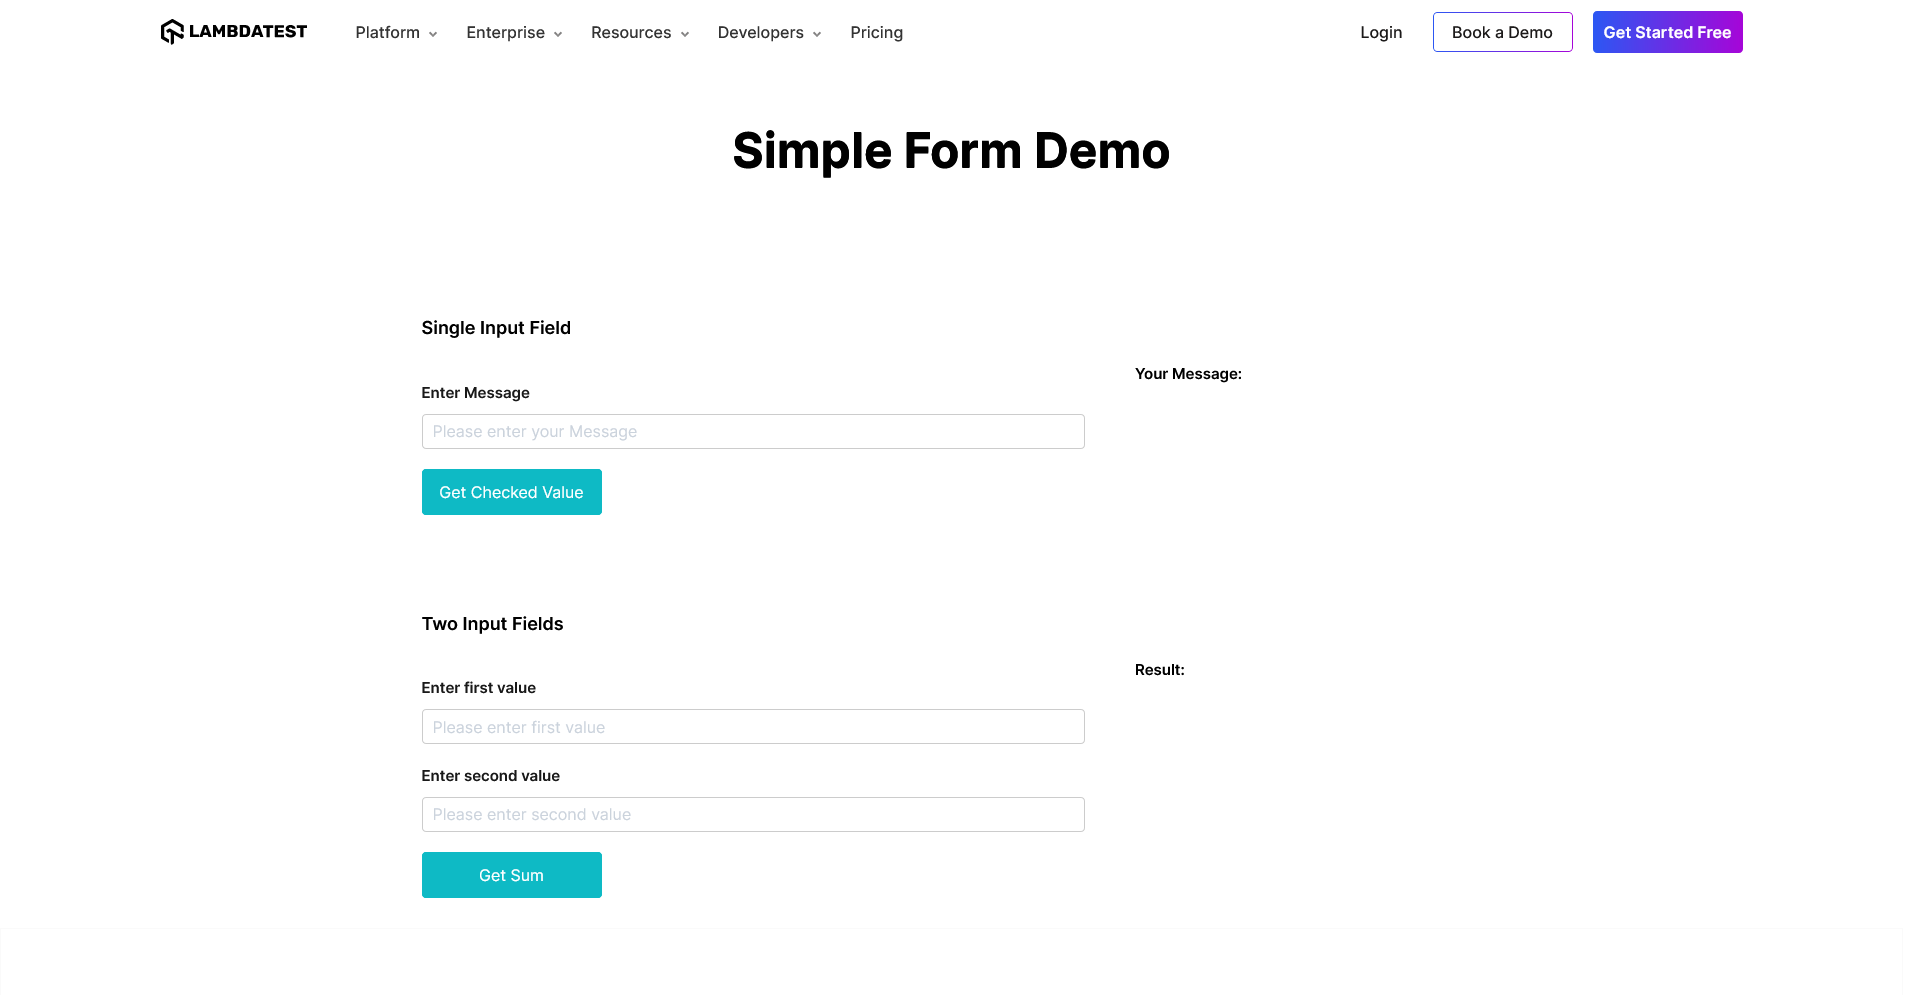 LAMBDATEST Platform Enterprise Resources Developers Pricing Login Book a Demo Get Started Free
Simple Form Demo
Single Input Field
Your Message:
Enter Message
Please enter your Message
Get Checked Value
Two Input Fields
Result:
Enter first value
Please enter first value
Enter second value
Please enter second value
Get Sum